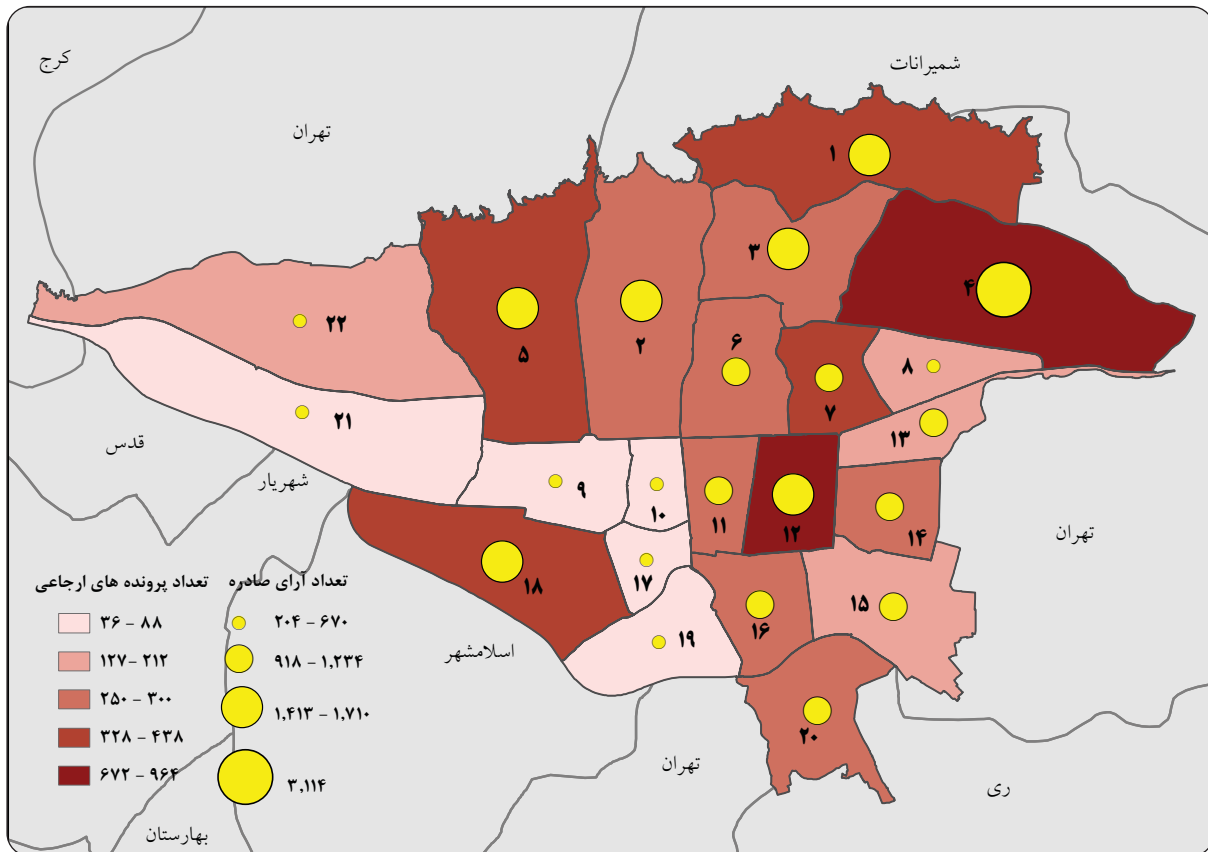 کرج
شمیرانات
تهران
۱
۳
۴
۲۲
۵
۲
۶
۸
۷
۲۱
۱۳
قدس
شهریار
۹
۱۰
۱۱
۱۲
۱۴
تهران
۱۸
۱۷
۱۵
۱۶
۱۹
اسلامشهر
۲۰
تهران
ری
بهارستان
تعداد پرونده های ارجاعی
۳۶ - ۸۸
۱۲۷ - ۲۱۲
۲۵۰ - ۳۰۰
۳۲۸ - ۴۳۸
۶۷۲ - ۹۶۴
تعداد آرای صادره
۲۰۴ - ۶۷۰
۹۱۸ - ۱,۲۳۴
۱,۴۱۳ - ۱,۷۱۰
۳,۱۱۴